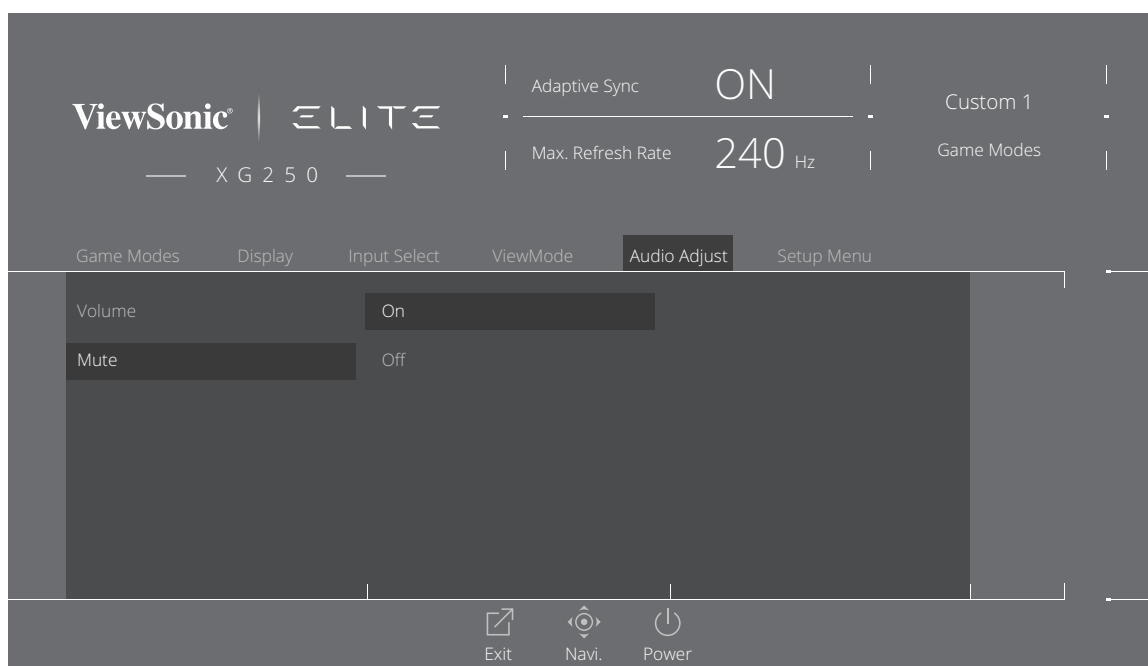 ViewSonic® ELITE
XG250
Adaptive Sync ON
Max. Refresh Rate 240 Hz
Custom 1
Game Modes
Game Modes Display Input Select ViewMode Audio Adjust Setup Menu
Volume On
Mute Off
Exit Navi. Power